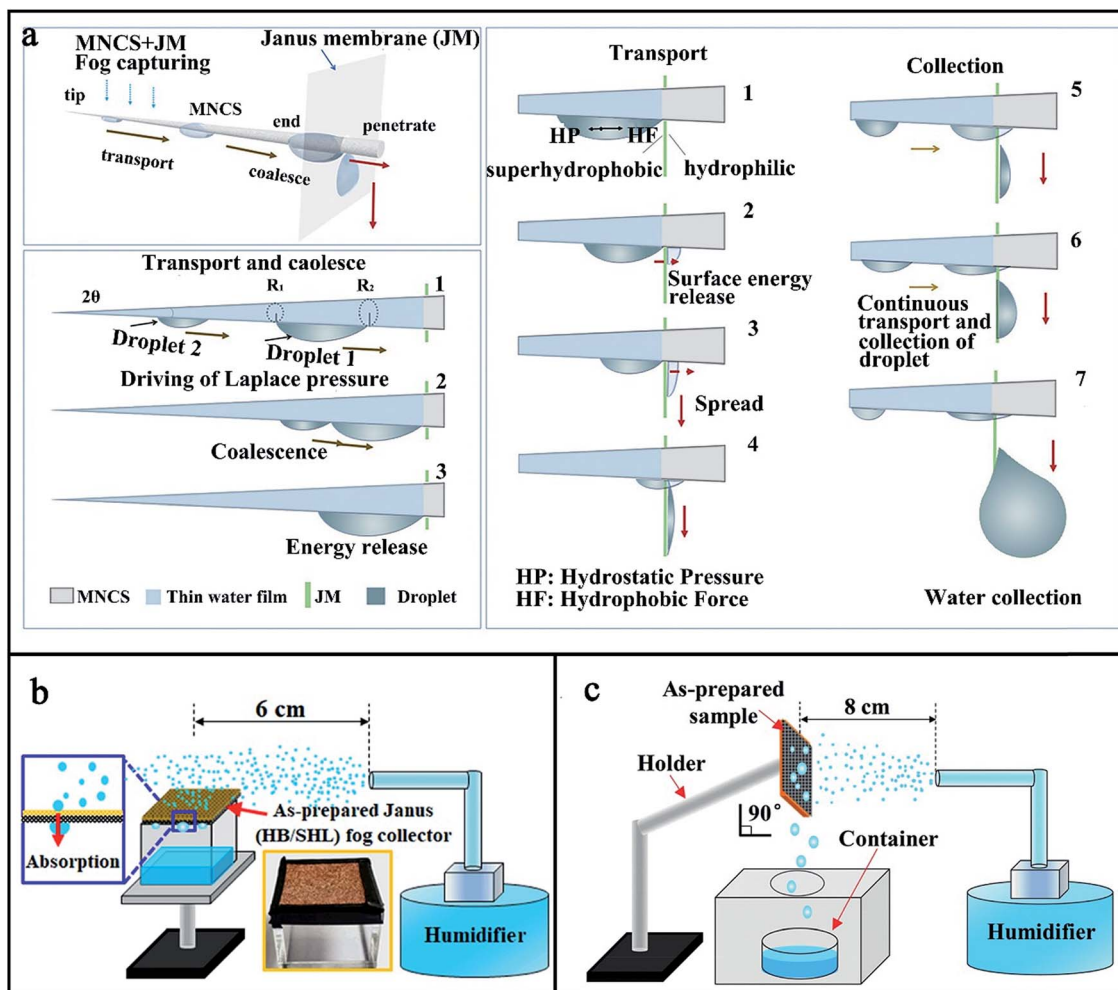 a
MNCS+JM
Fog capturing
Janus membrane (JM)
tip
MNCS
end
penetrate
transport
coalesce
Transport and caolesce
2θ
R₁
R₂
1
Droplet 2
Droplet 1
Driving of Laplace pressure
2
Coalescence
3
Energy release
MNCS
Thin water film
JM
Droplet
Transport
1
HP
HF
superhydrophobic
hydrophilic
2
Surface energy
release
3
Spread
4
HP: Hydrostatic Pressure
HF: Hydrophobic Force
Collection
5
6
Continuous
transport and
collection of
droplet
7
Water collection
b
6 cm
As-prepared Janus
(HB/SHL) fog collector
Absorption
Humidifier
c
As-prepared
sample
8 cm
Holder
90°
Container
Humidifier